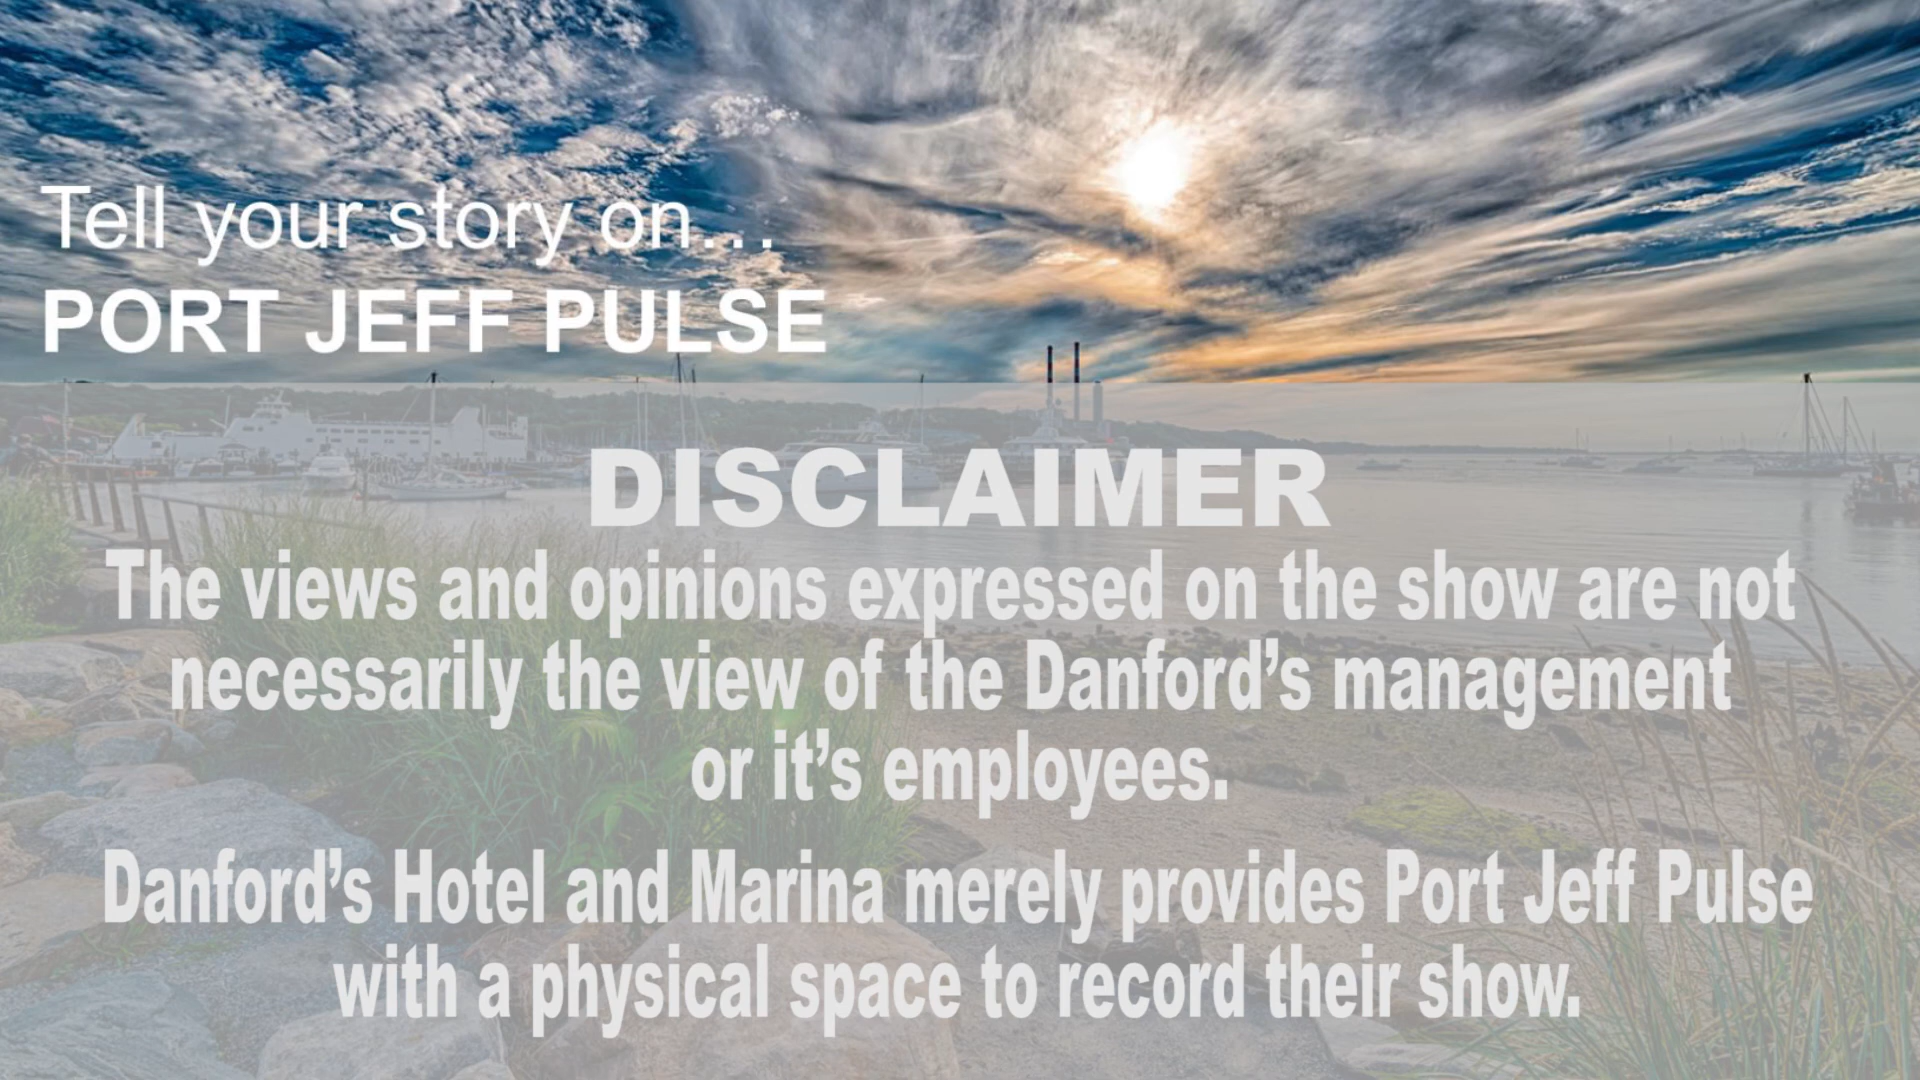 Tell your story on...
PORT JEFF PULSE
DISCLAIMER
The views and opinions expressed on the show are not
necessarily the view of the Danford’s management
or it’s employees.
Danford’s Hotel and Marina merely provides Port Jeff Pulse
with a physical space to record their show.